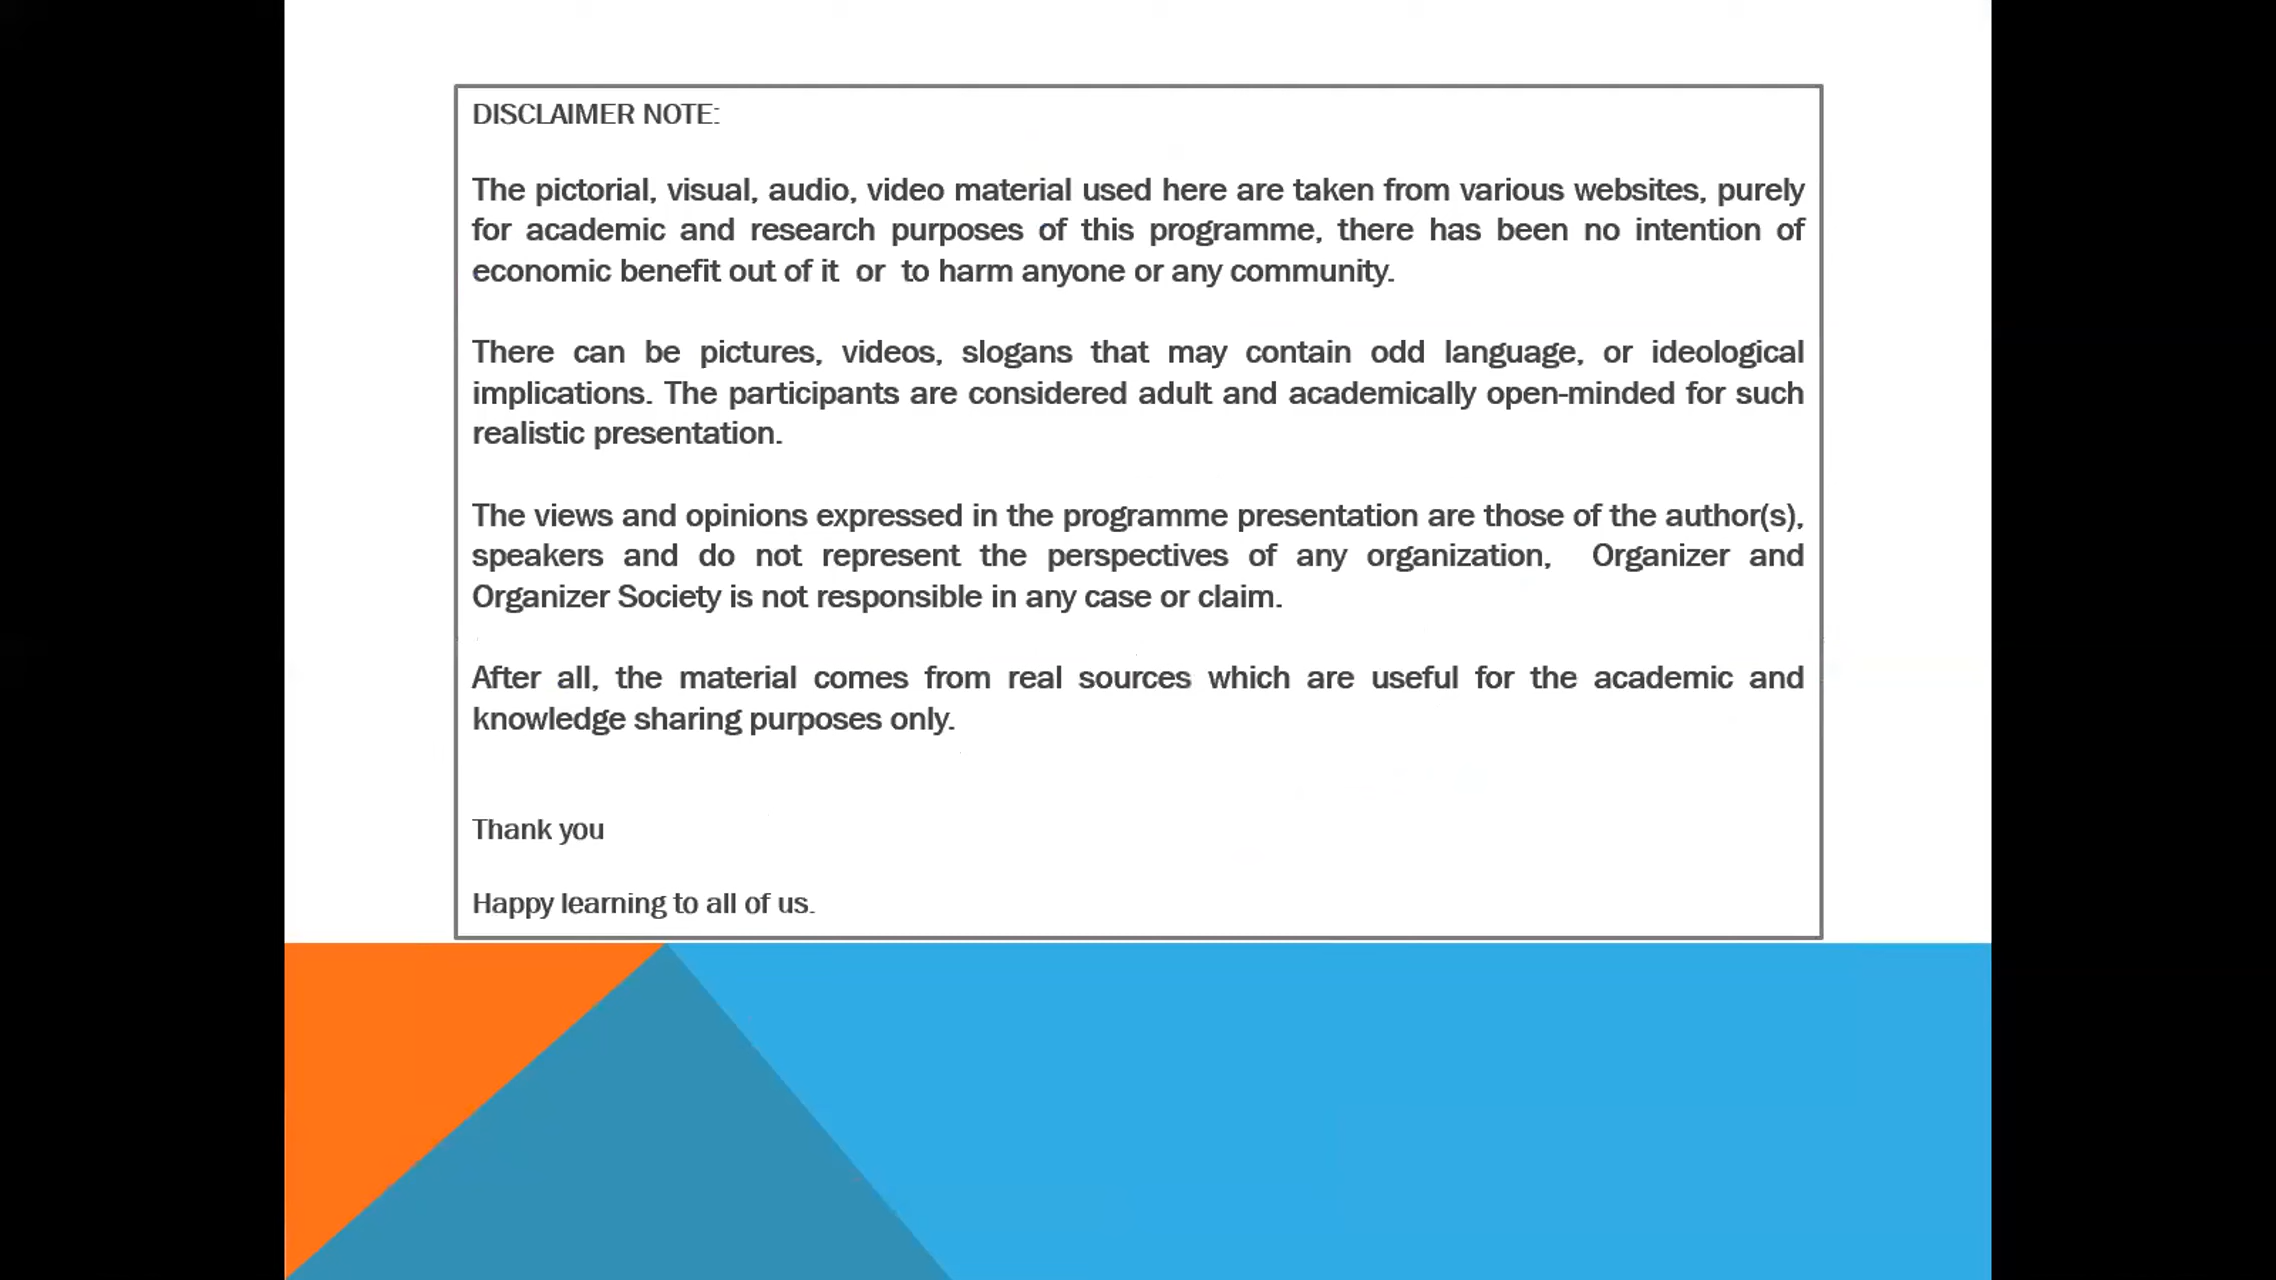 DISCLAIMER NOTE:
The pictorial, visual, audio, video material used here are taken from various websites, purely
for academic and research purposes of this programme, there has been no intention of
economic benefit out of it or to harm anyone or any community.
There can be pictures, videos, slogans that may contain odd language, or ideological
implications. The participants are considered adult and academically open-minded for such
realistic presentation.
The views and opinions expressed in the programme presentation are those of the author(s),
speakers and do not represent the perspectives of any organization, Organizer and
Organizer Society is not responsible in any case or claim.
After all, the material comes from real sources which are useful for the academic and
knowledge sharing purposes only.
Thank you
Happy learning to all of us.